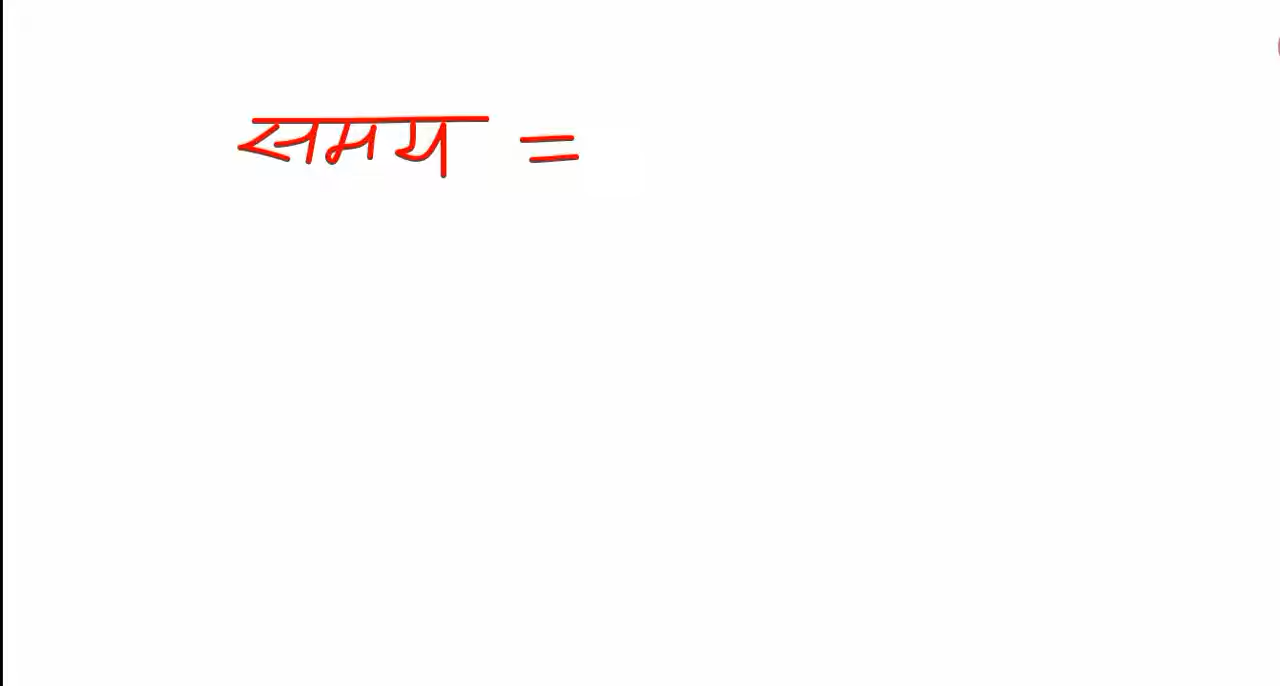 समय =